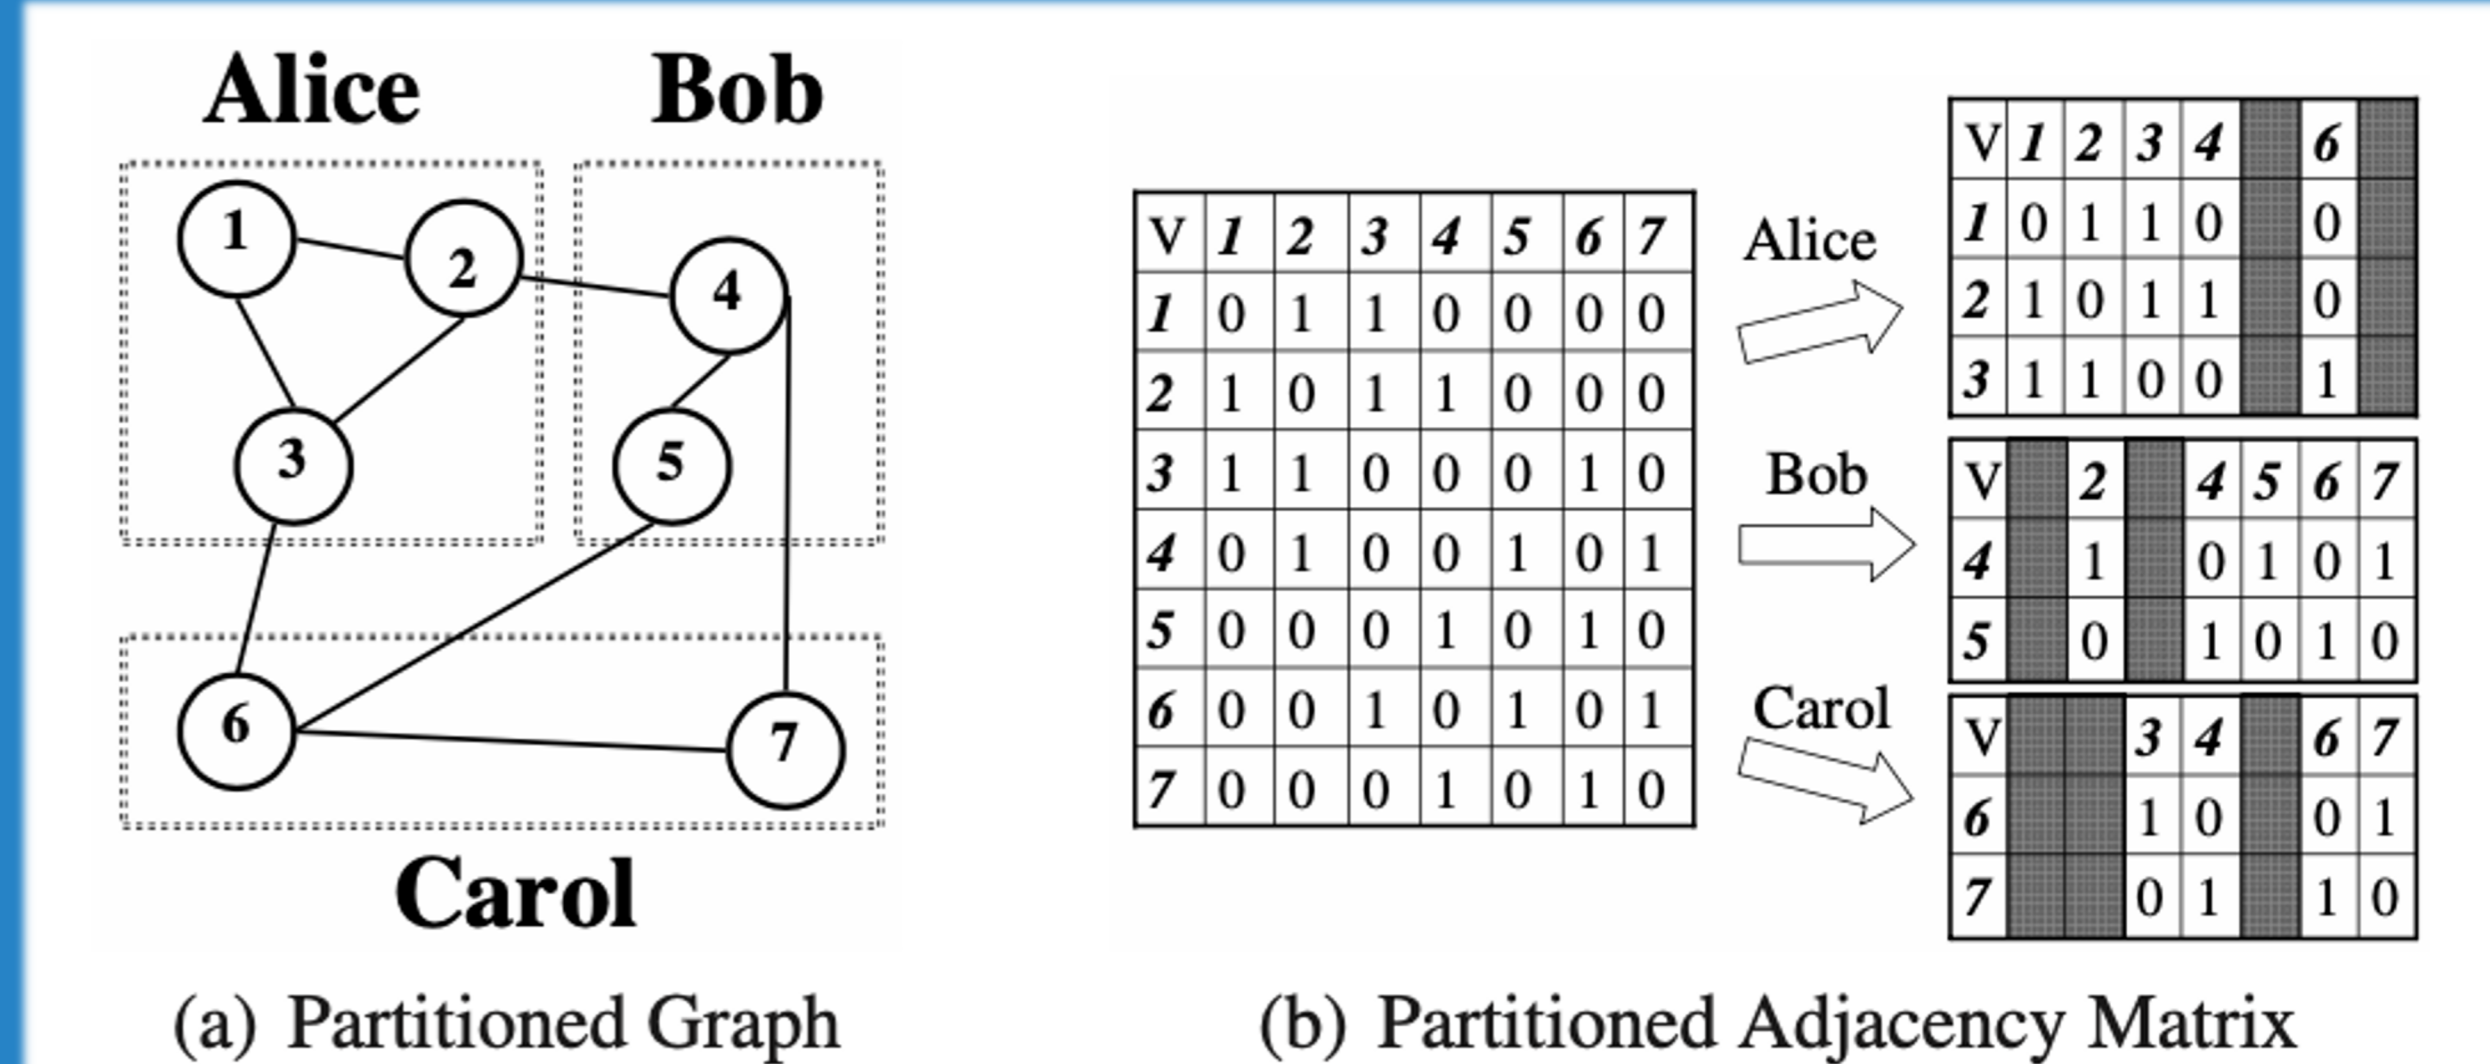 Alice Bob
1
2
4
3
5
6
7
Carol
(a) Partitioned Graph
V 1 2 3 4 5 6 7
1 0 1 1 0 0 0 0
2 1 0 1 1 0 0 0
3 1 1 0 0 0 1 0
4 0 1 0 0 1 0 1
5 0 0 0 1 0 1 0
6 0 0 1 0 1 0 1
7 0 0 0 1 0 1 0
Alice
V 1 2 3 4 6
1 0 1 1 0 0
2 1 0 1 1 0
3 1 1 0 0 1
Bob
V 2 4 5 6 7
4 1 0 1 0 1
5 0 1 0 1 0
Carol
V 3 4 6 7
6 1 0 0 1
7 0 1 1 0
(b) Partitioned Adjacency Matrix